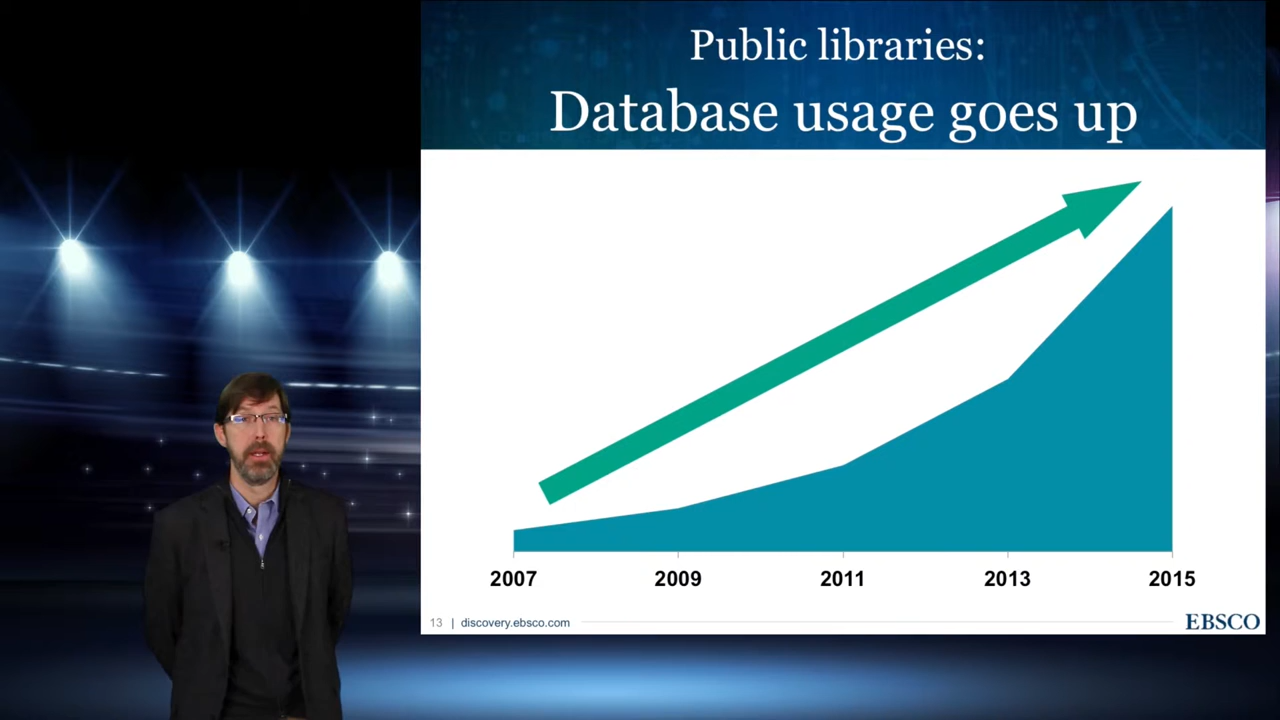 Public libraries:
Database usage goes up
2007 2009 2011 2013 2015
13 | discovery.ebsco.com
EBSCO